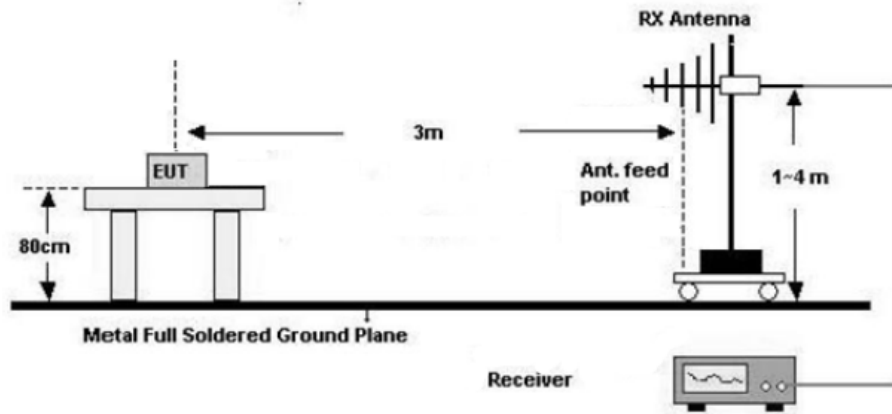 RX Antenna
3m
EUT
Ant. feed
point
1~4 m
80cm
Metal Full Soldered Ground Plane
Receiver